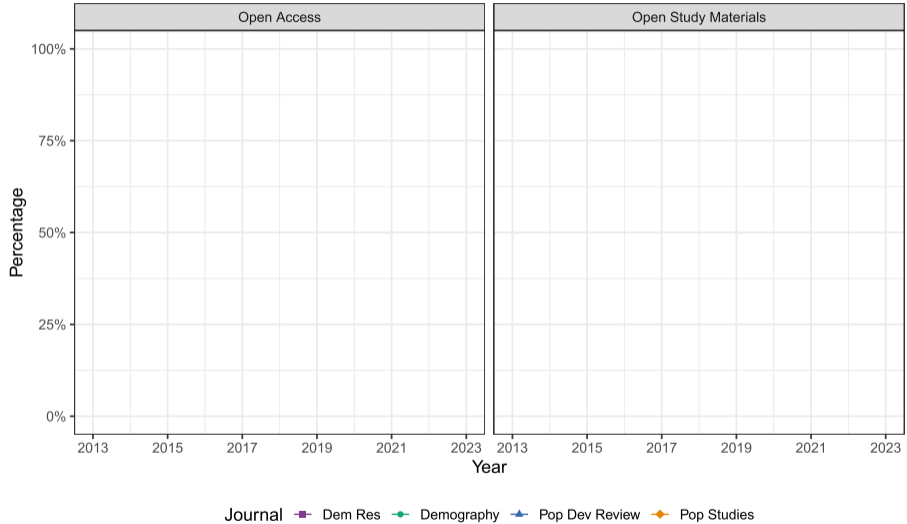 Open Access
Open Study Materials
Percentage
100%
75%
50%
25%
0%
2013 2015 2017 2019 2021 2023 2013 2015 2017 2019 2021 2023
Year
Journal Dem Res Demography Pop Dev Review Pop Studies